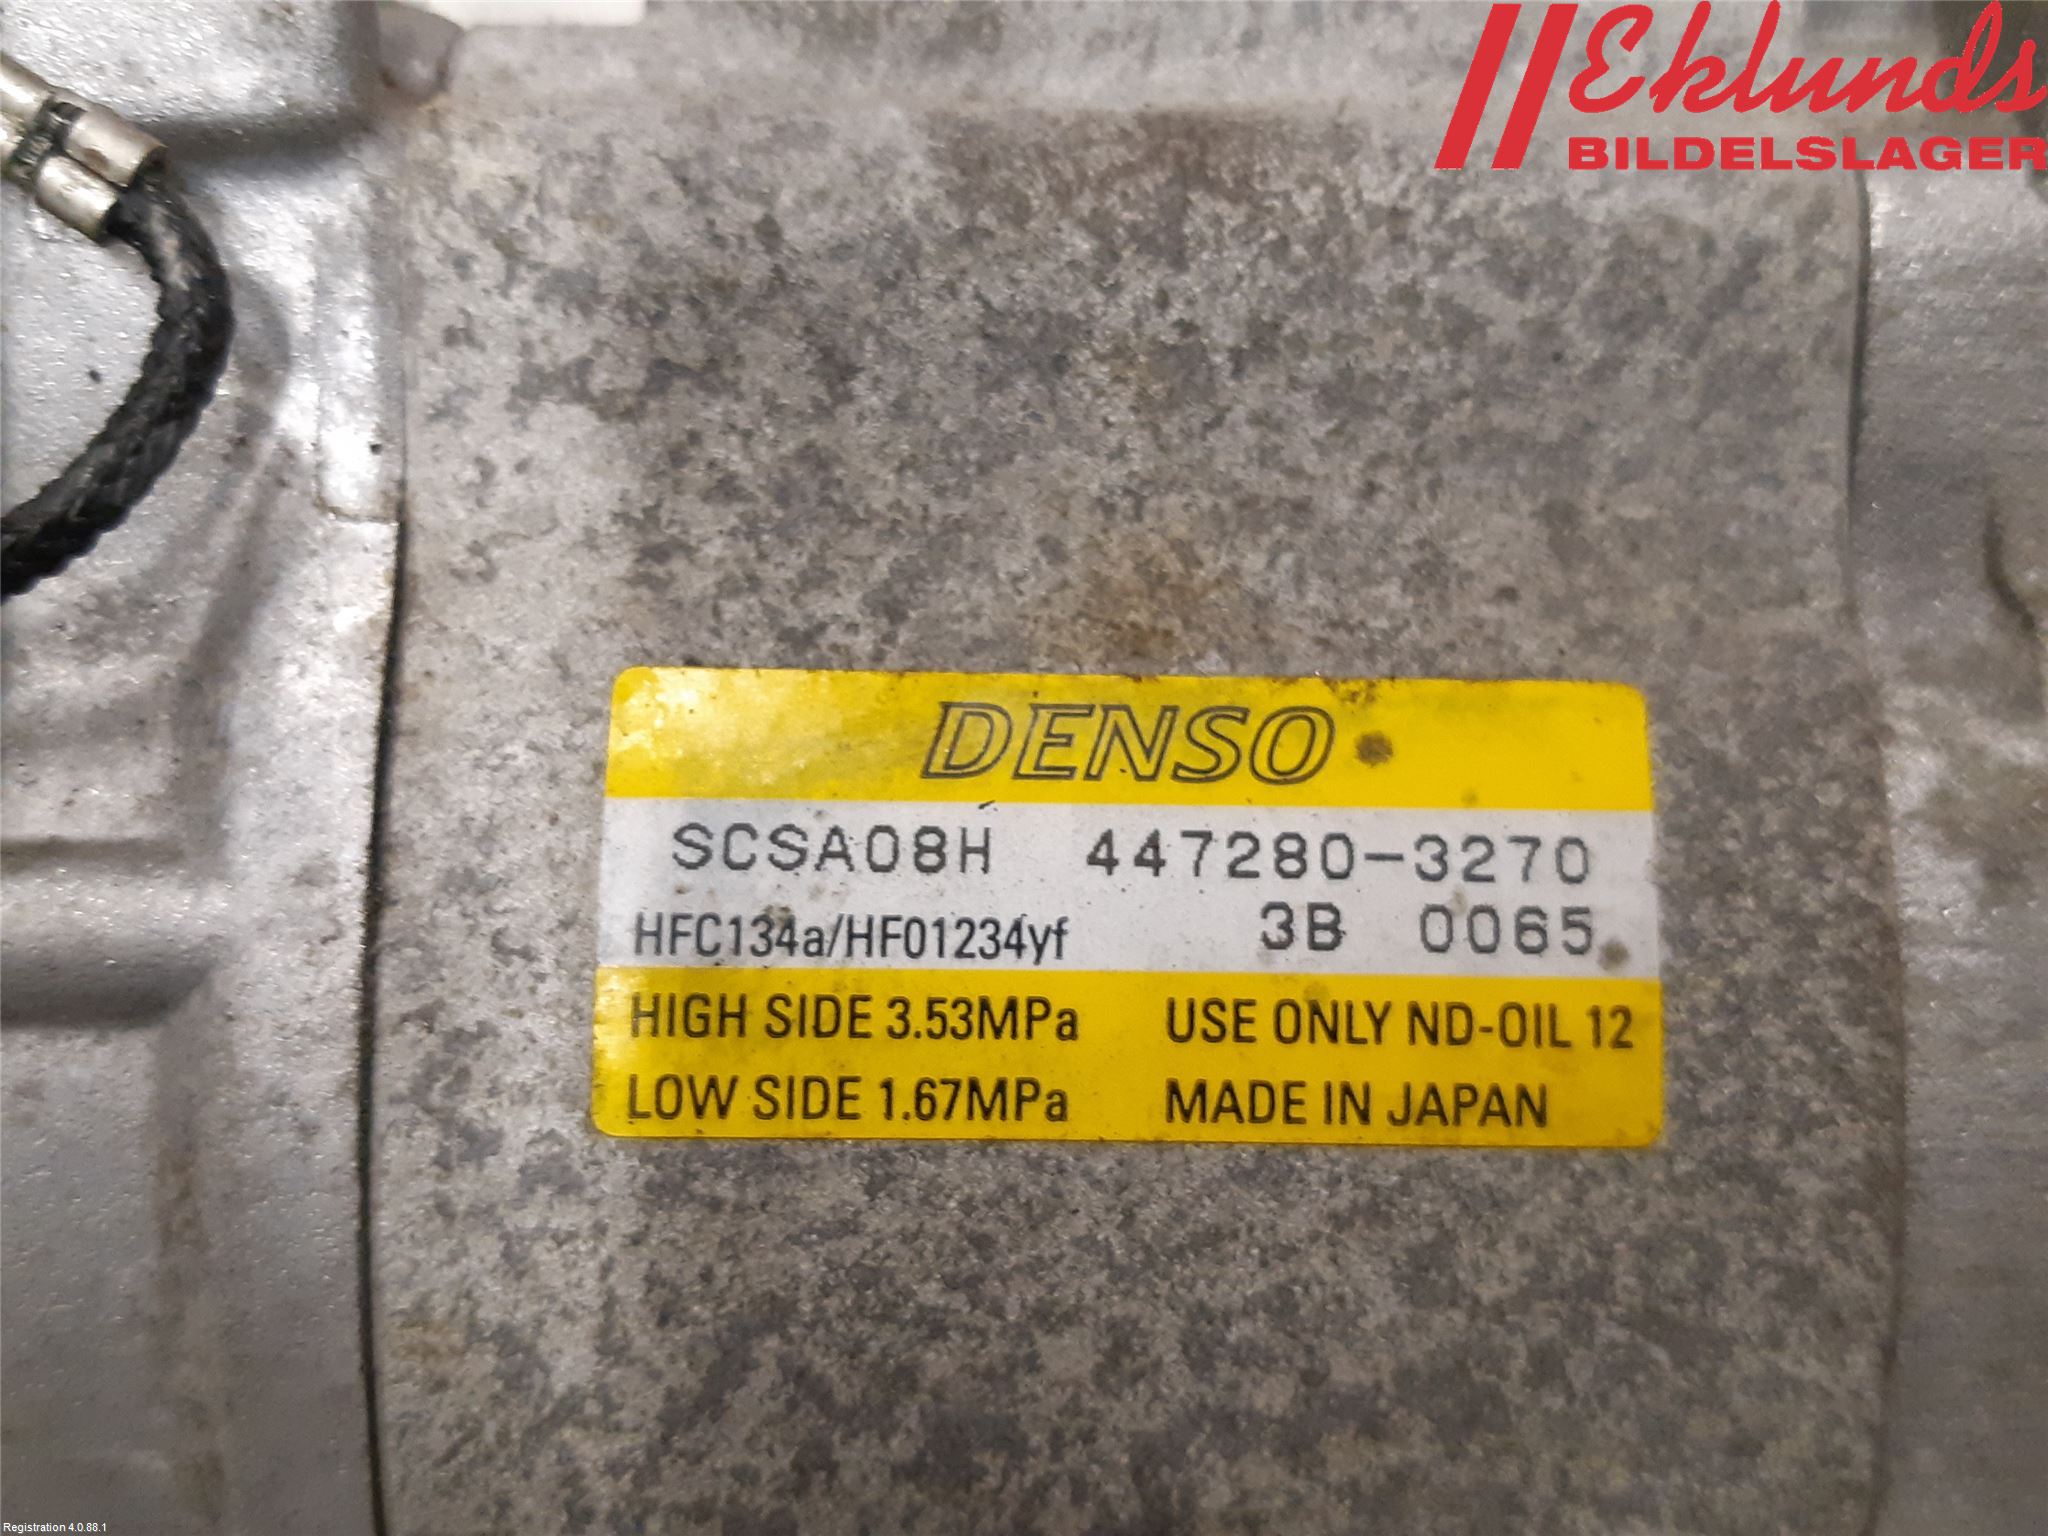 Eklunds
BILDELSLAGER
DENSO
SCSA08H 447280-3270
HFC134a/HFO1234yf 3B 0065
HIGH SIDE 3.53MPa USE ONLY ND-OIL 12
LOW SIDE 1.67MPa MADE IN JAPAN
Registration 4.0.88.1